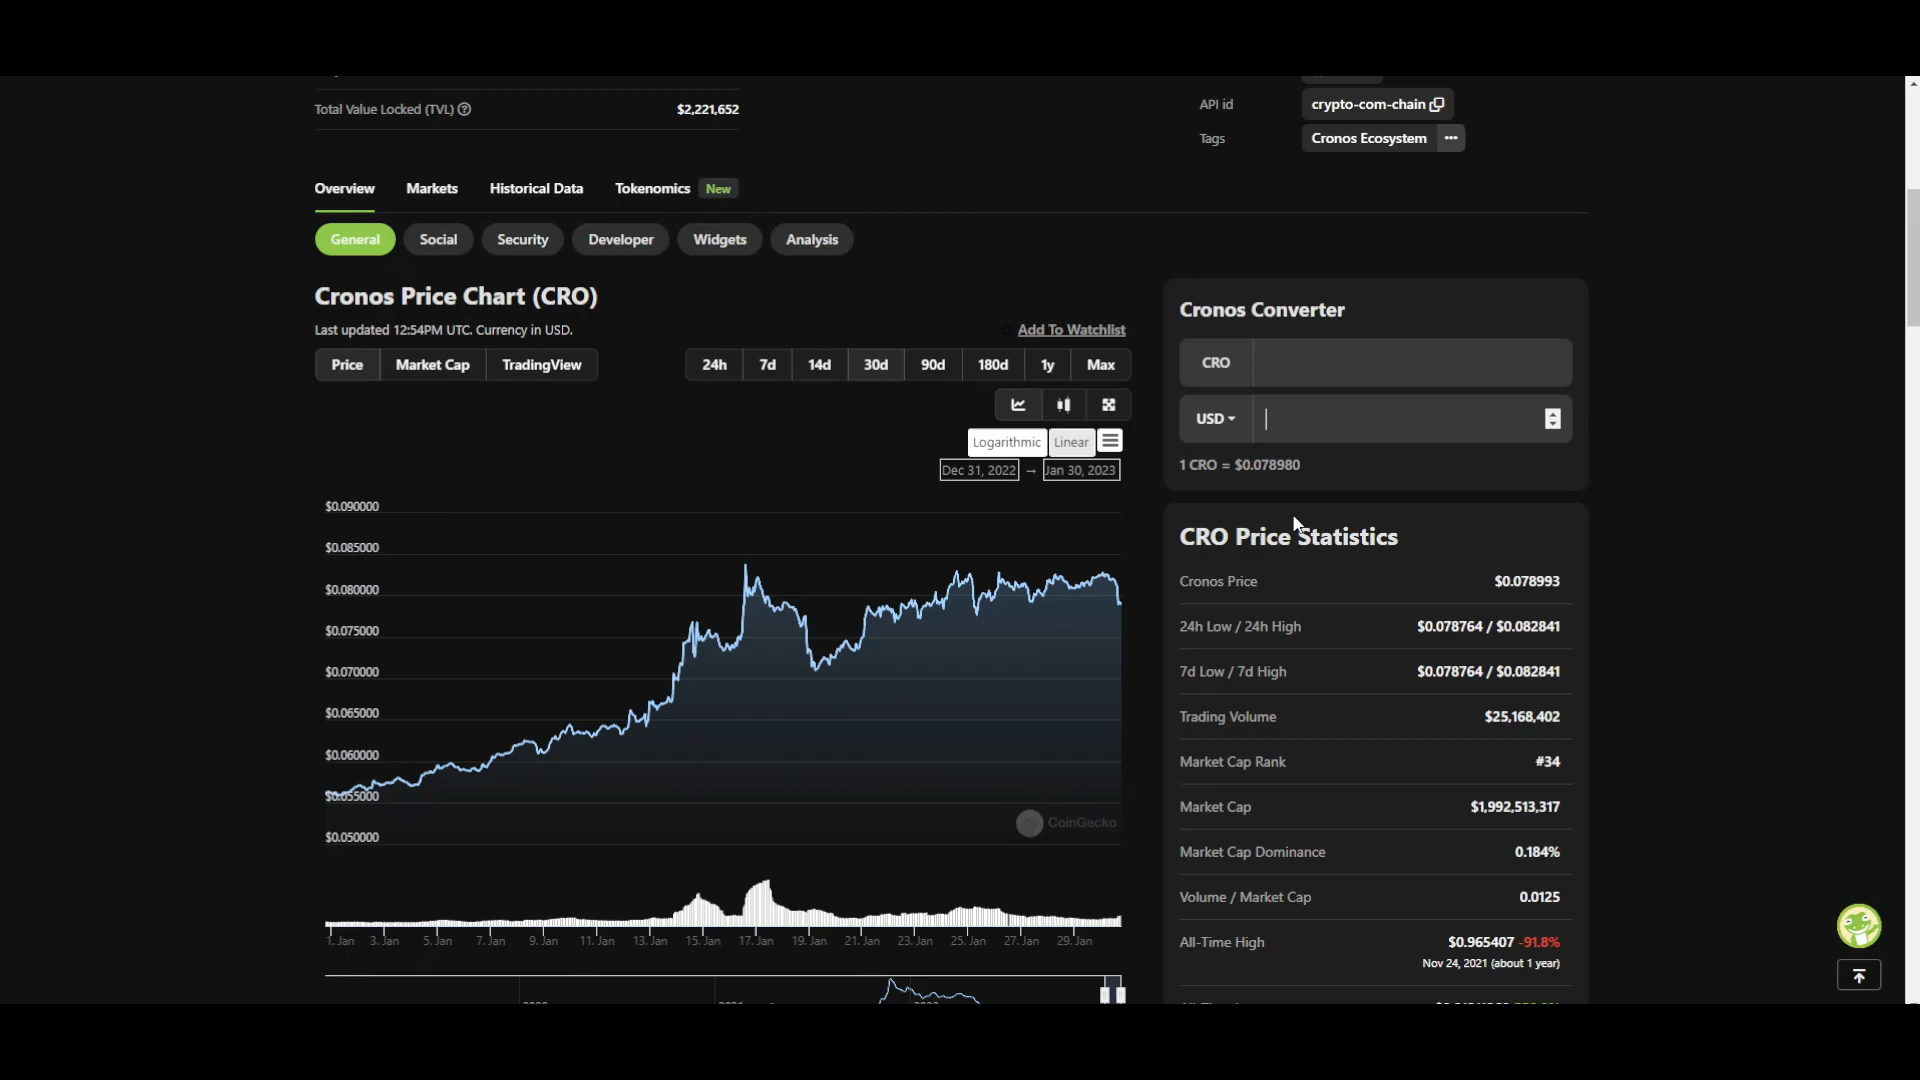 Total Value Locked (TVL)
$2,221,652
API id
crypto-com-chain
Tags
Cronos Ecosystem
Overview
Markets
Historical Data
Tokenomics
New
General
Social
Security
Developer
Widgets
Analysis
Cronos Price Chart (CRO)
Last updated 12:54PM UTC. Currency in USD.
Add To Watchlist
Price
Market Cap
TradingView
24h
7d
14d
30d
90d
180d
1y
Max
Logarithmic
Linear
Dec 31, 2022 → Jan 30, 2023
$0.090000
$0.085000
$0.080000
$0.075000
$0.070000
$0.065000
$0.060000
$0.055000
$0.050000
CoinGecko
1. Jan
3. Jan
5. Jan
7. Jan
9. Jan
11. Jan
13. Jan
15. Jan
17. Jan
19. Jan
21. Jan
23. Jan
25. Jan
27. Jan
29. Jan
Cronos Converter
CRO
USD
1 CRO = $0.078980
CRO Price Statistics
Cronos Price
$0.078993
24h Low / 24h High
$0.078764 / $0.082841
7d Low / 7d High
$0.078764 / $0.082841
Trading Volume
$25,168,402
Market Cap Rank
#34
Market Cap
$1,992,513,317
Market Cap Dominance
0.184%
Volume / Market Cap
0.0125
All-Time High
$0.965407 -91.8%
Nov 24, 2021 (about 1 year)